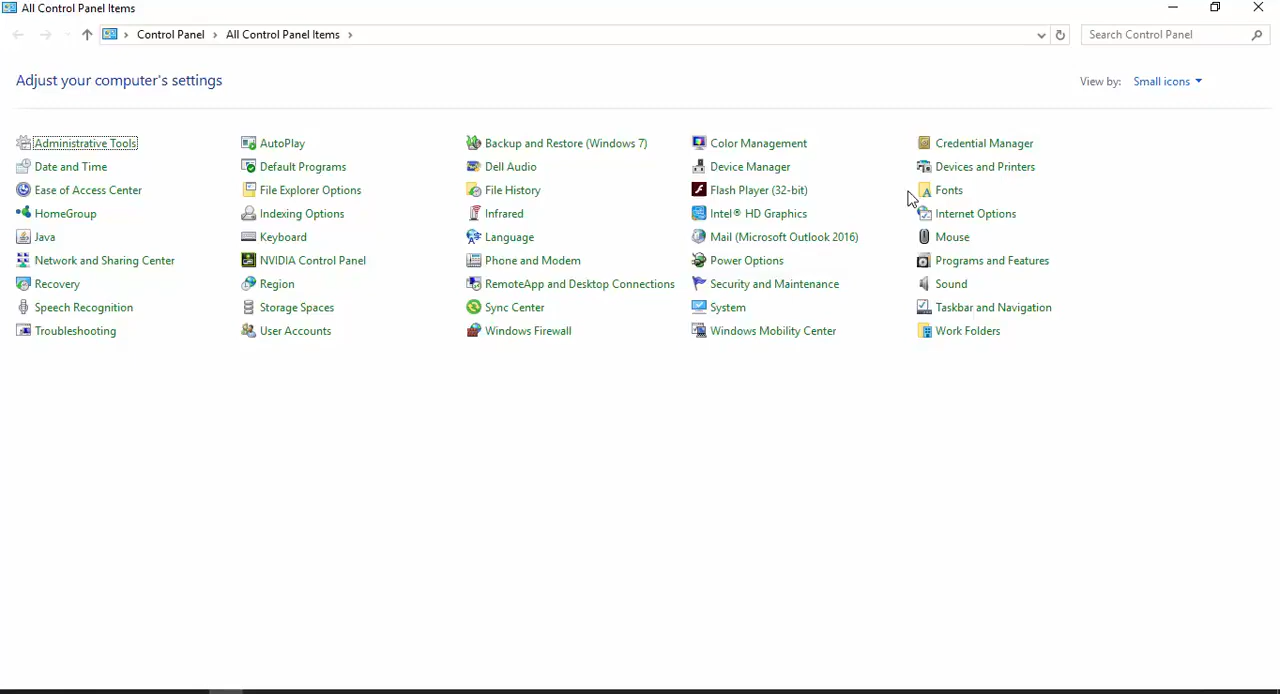 All Control Panel Items
Control Panel All Control Panel Items Search Control Panel
Adjust your computer's settings View by: Small icons
Administrative Tools AutoPlay Backup and Restore (Windows 7) Color Management Credential Manager
Date and Time Default Programs Dell Audio Device Manager Devices and Printers
Ease of Access Center File Explorer Options File History Flash Player (32-bit) Fonts
HomeGroup Indexing Options Infrared Intel® HD Graphics Internet Options
Java Keyboard Language Mail (Microsoft Outlook 2016) Mouse
Network and Sharing Center NVIDIA Control Panel Phone and Modem Power Options Programs and Features
Recovery Region RemoteApp and Desktop Connections Security and Maintenance Sound
Speech Recognition Storage Spaces Sync Center System Taskbar and Navigation
Troubleshooting User Accounts Windows Firewall Windows Mobility Center Work Folders